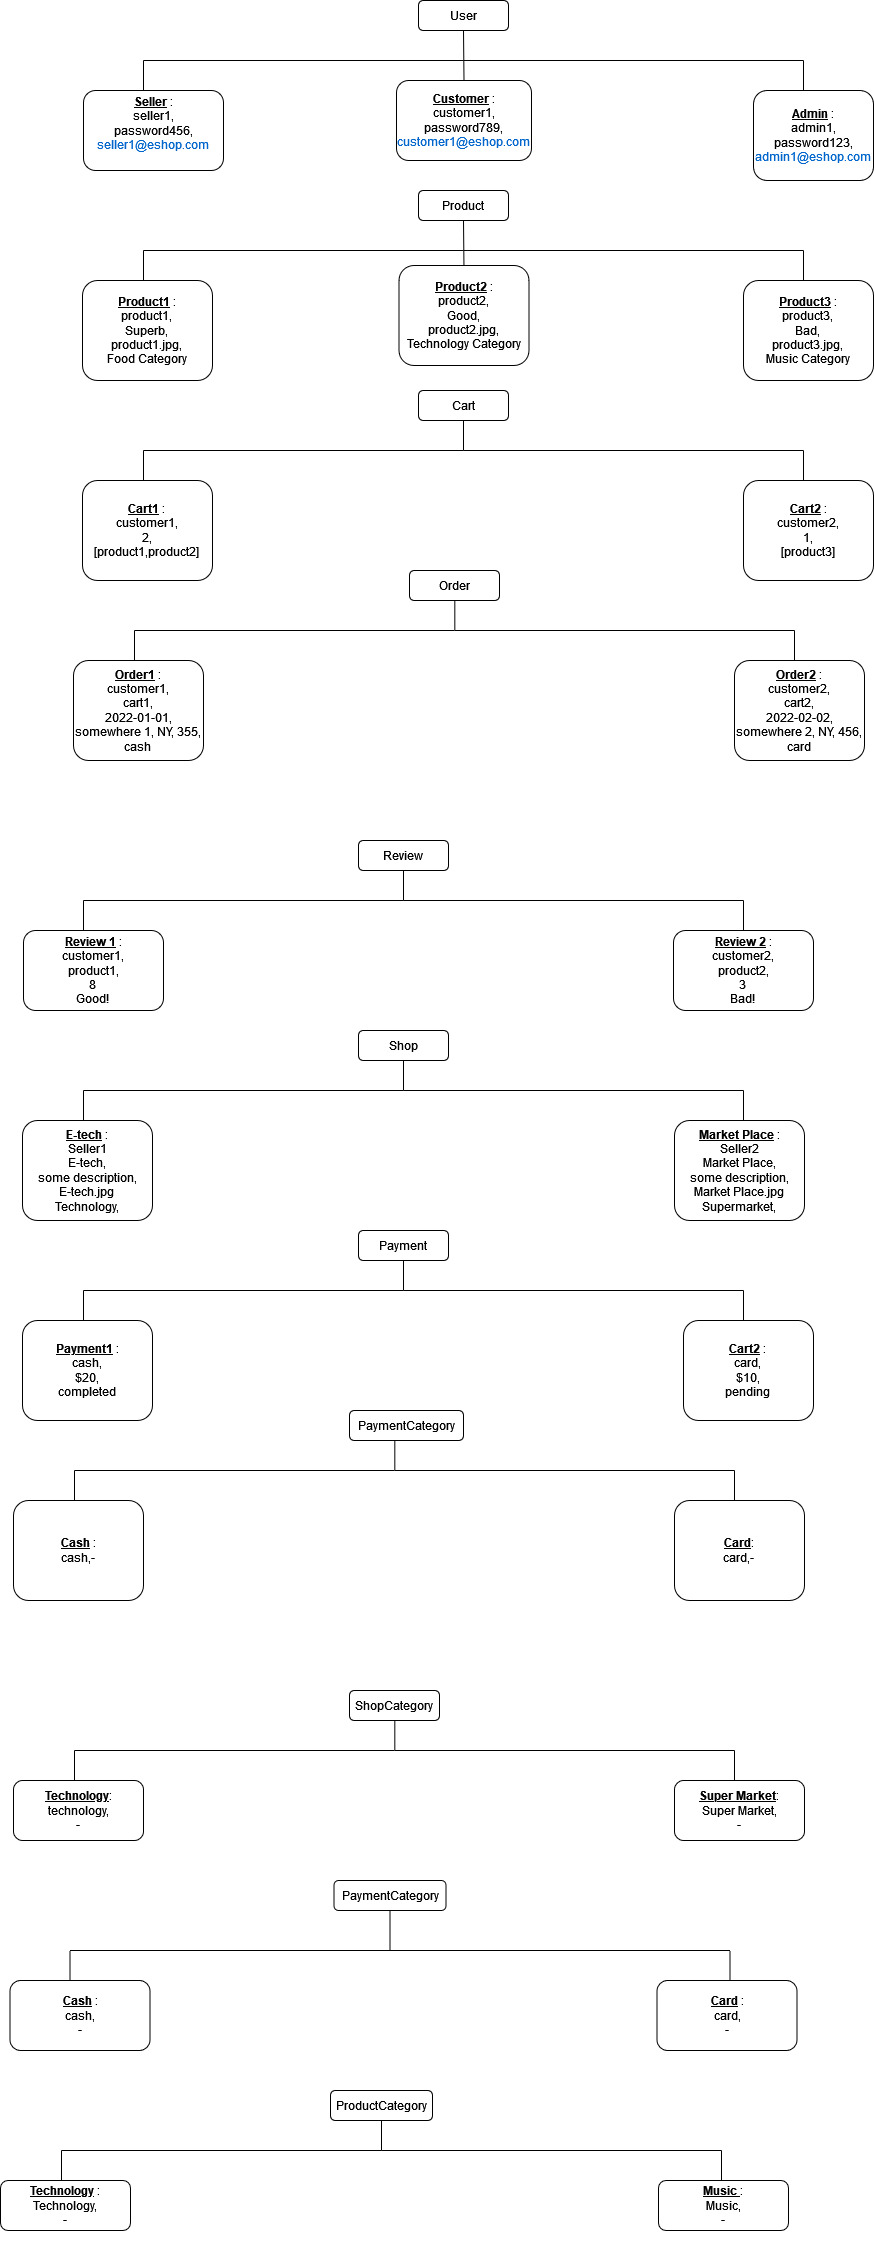 User
Seller :
seller1,
password456,
seller1@eshop.com
Customer :
customer1,
password789,
customer1@eshop.com
Admin :
admin1,
password123,
admin1@eshop.com
Product
Product1 :
product1,
Superb,
product1.jpg,
Food Category
Product2 :
product2,
Good,
product2.jpg,
Technology Category
Product3 :
product3,
Bad,
product3.jpg,
Music Category
Cart
Cart1 :
customer1,
2,
[product1,product2]
Cart2 :
customer2,
1,
[product3]
Order
Order1 :
customer1,
cart1,
2022-01-01,
somewhere 1, NY, 355,
cash
Order2 :
customer2,
cart2,
2022-02-02,
somewhere 2, NY, 456,
card
Review
Review 1 :
customer1,
product1,
8
Good!
Review 2 :
customer2,
product2,
3
Bad!
Shop
E-tech :
Seller1
E-tech,
some description,
E-tech.jpg
Technology,
Market Place :
Seller2
Market Place,
some description,
Market Place.jpg
Supermarket,
Payment
Payment1 :
cash,
$20,
completed
Cart2 :
card,
$10,
pending
PaymentCategory
Cash :
cash,-
Card:
card,-
ShopCategory
Technology:
technology,
-
Super Market:
Super Market,
-
PaymentCategory
Cash :
cash,
-
Card :
card,
-
ProductCategory
Technology :
Technology,
-
Music :
Music,
-